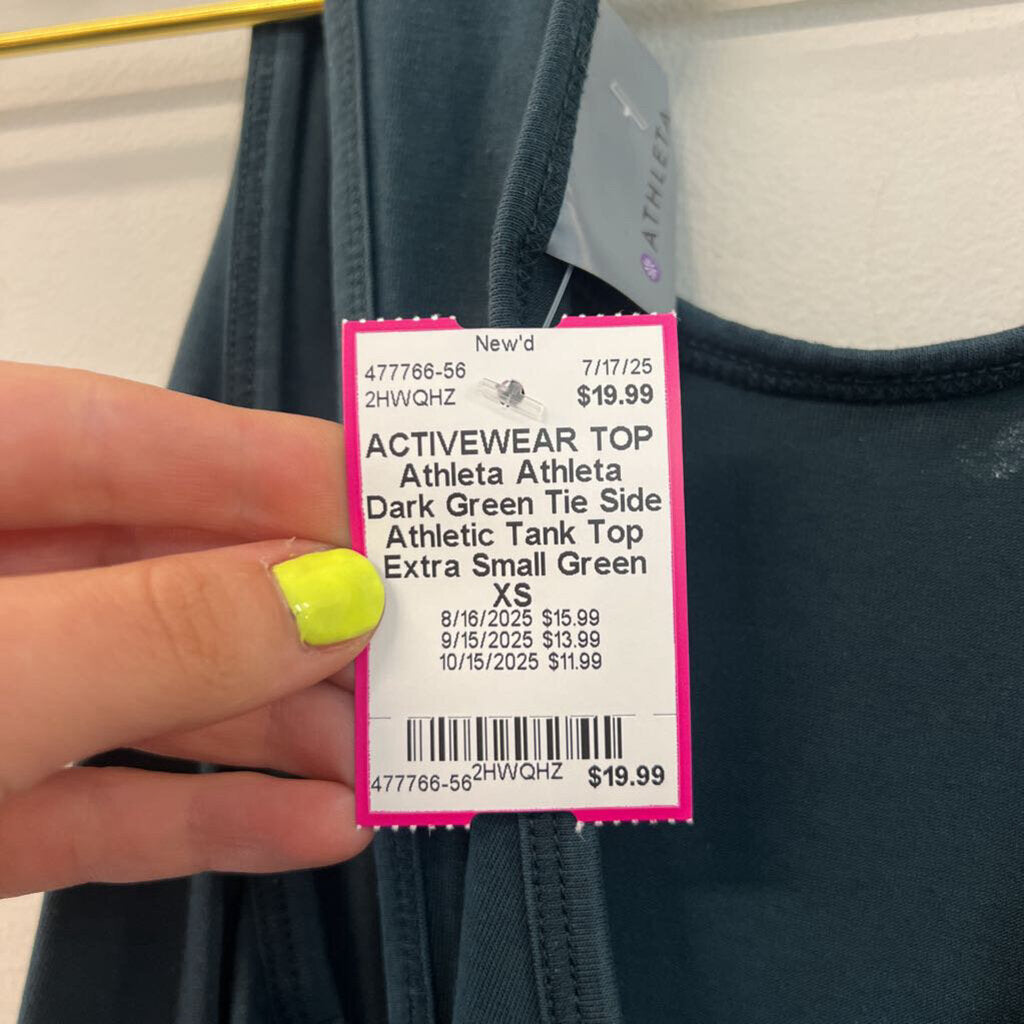 ATHLETA
New'd
477766-56 7/17/25
2HWQHZ $19.99
ACTIVEWEAR TOP
Athleta Athleta
Dark Green Tie Side
Athletic Tank Top
Extra Small Green
XS
8/16/2025 $15.99
9/15/2025 $13.99
10/15/2025 $11.99
477766-56 2HWQHZ $19.99